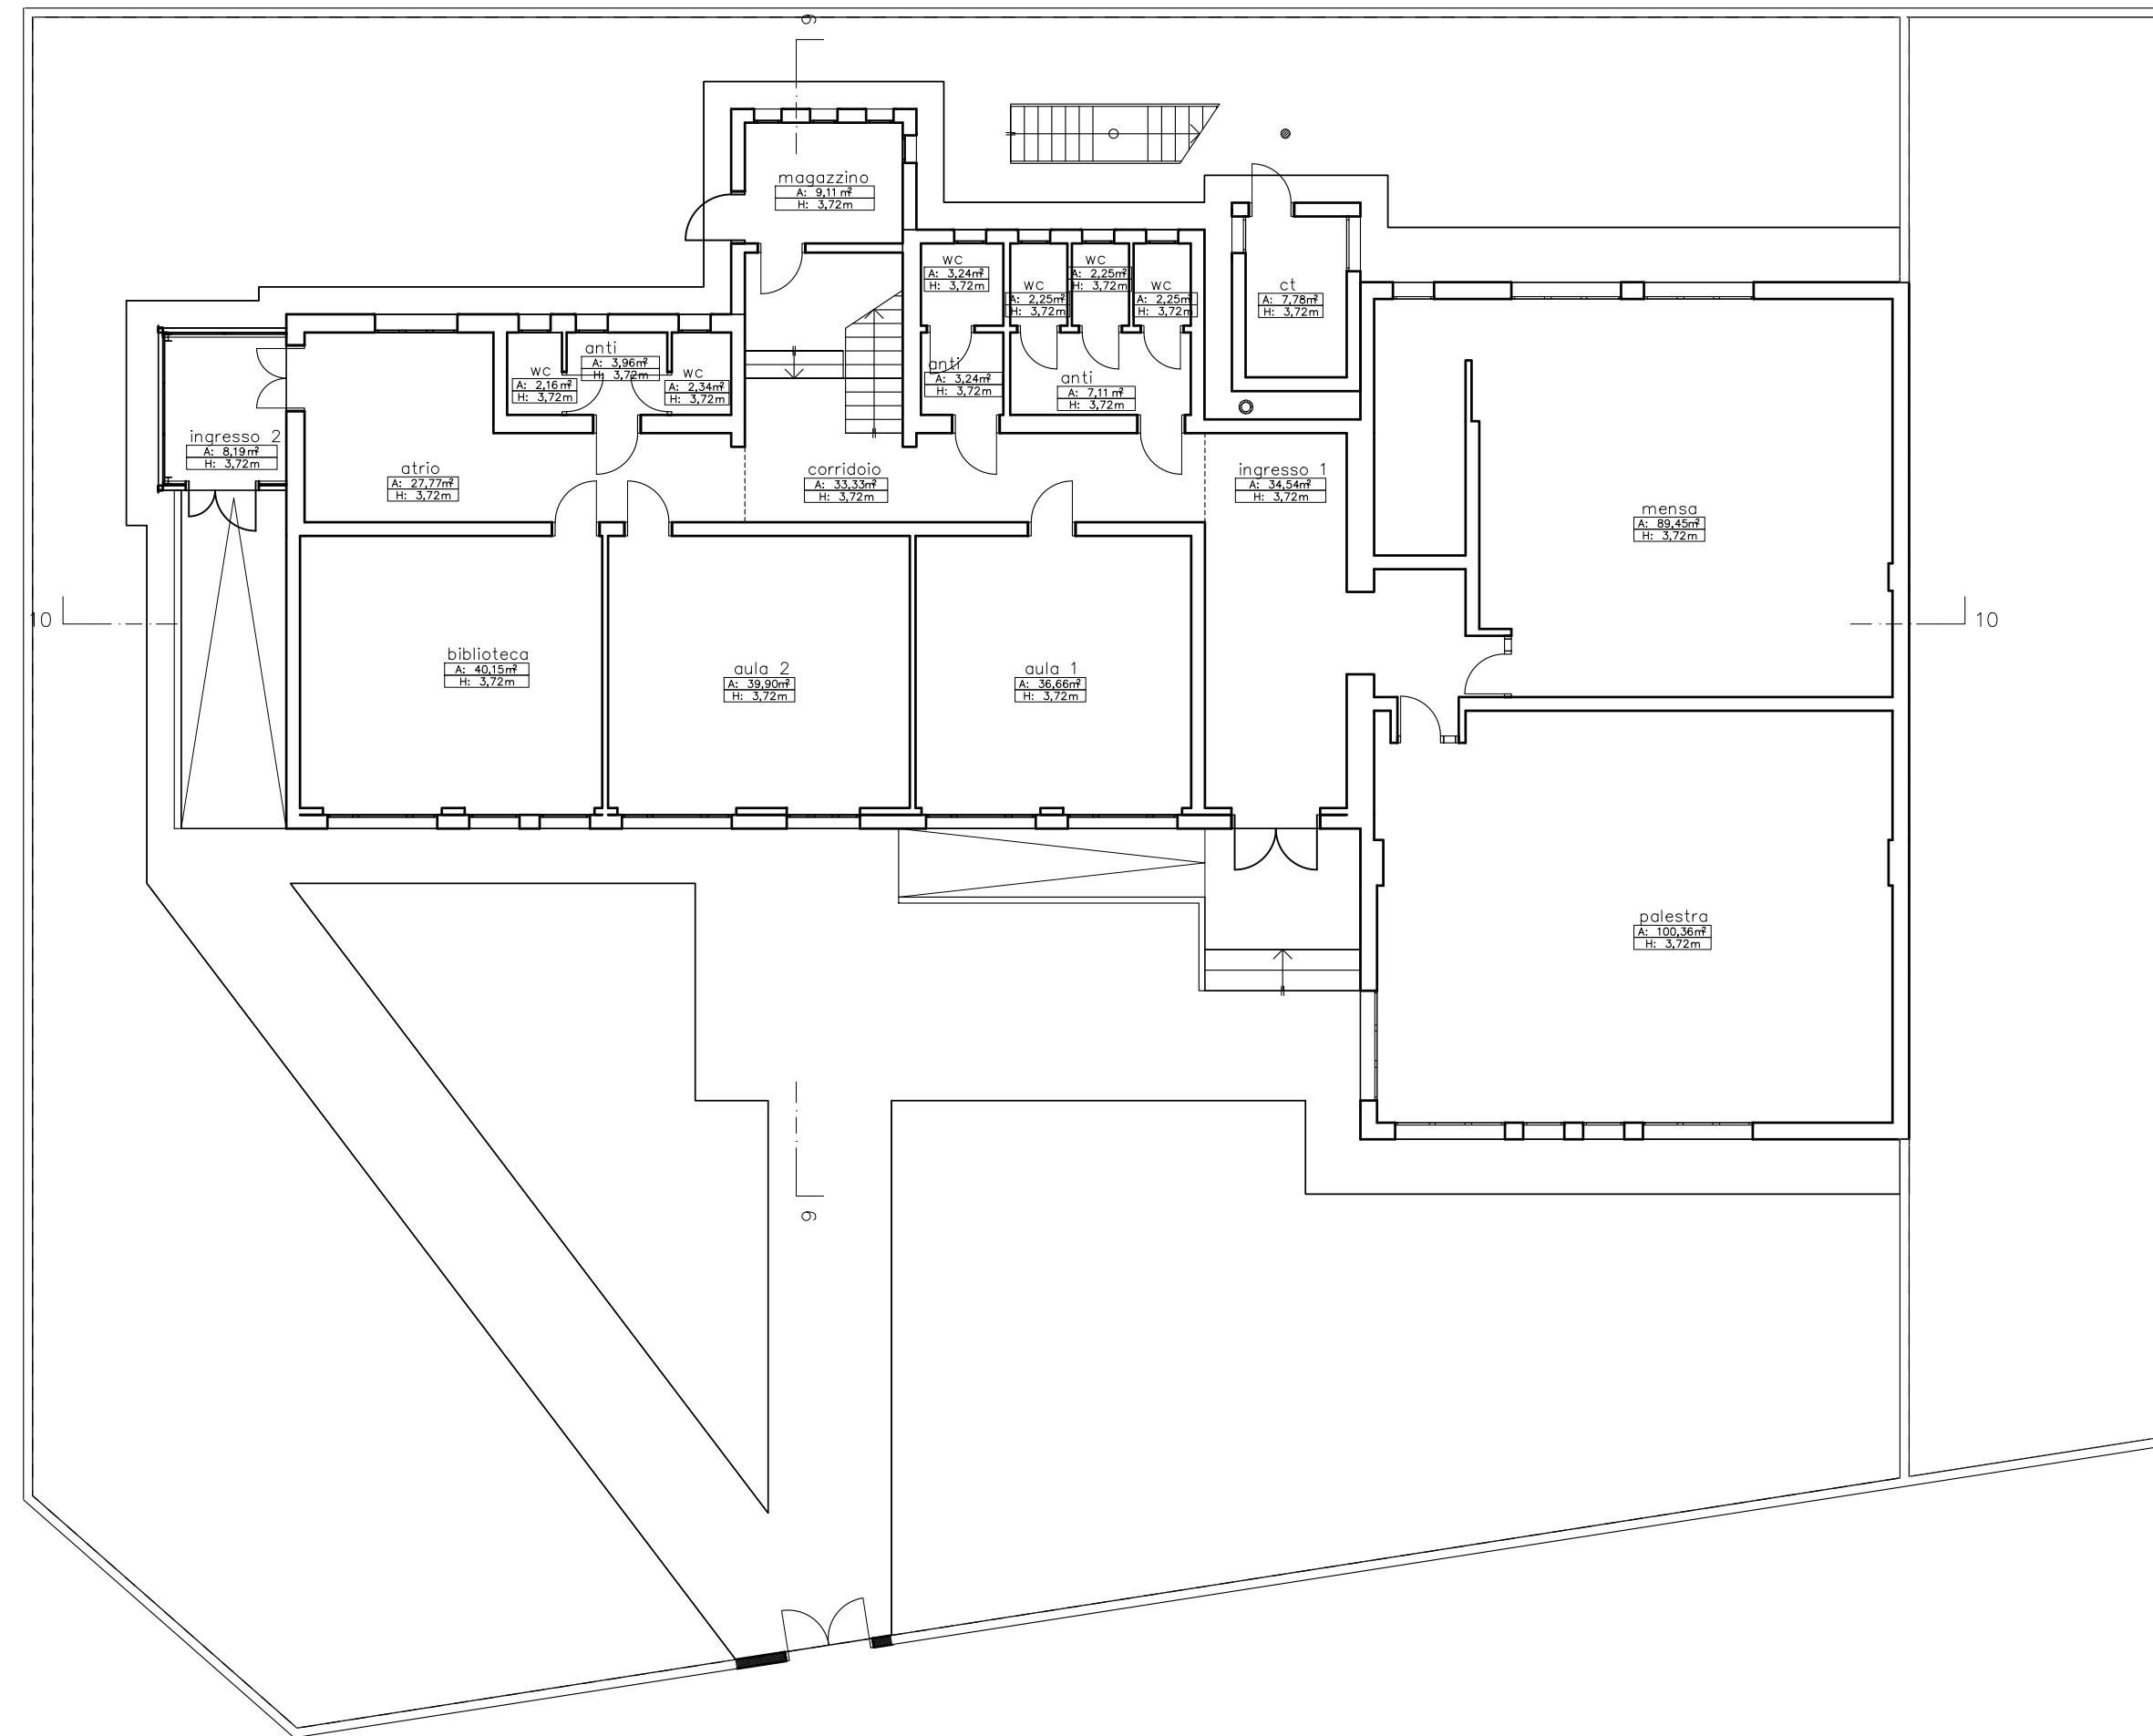 9
magazzino
A: 9,11 m²
H: 3,72m
wc
A: 3,24m²
H: 3,72m
wc
A: 2,25m²
H: 3,72m
wc
A: 2,25m²
H: 3,72m
wc
A: 2,25m²
H: 3,72m
ct
A: 7,78m²
H: 3,72m
anti
A: 3,96m²
H: 3,72m
wc
A: 2,16m²
H: 3,72m
wc
A: 2,34m²
H: 3,72m
anti
A: 3,24m²
H: 3,72m
anti
A: 7,11 m²
H: 3,72m
ingresso 2
A: 8,19m²
H: 3,72m
atrio
A: 27,77m²
H: 3,72m
corridoio
A: 33,33m²
H: 3,72m
ingresso 1
A: 34,54m²
H: 3,72m
mensa
A: 89,45m²
H: 3,72m
10
10
biblioteca
A: 40,15m²
H: 3,72m
aula 2
A: 39,90m²
H: 3,72m
aula 1
A: 36,66m²
H: 3,72m
palestra
A: 100,36m²
H: 3,72m
9